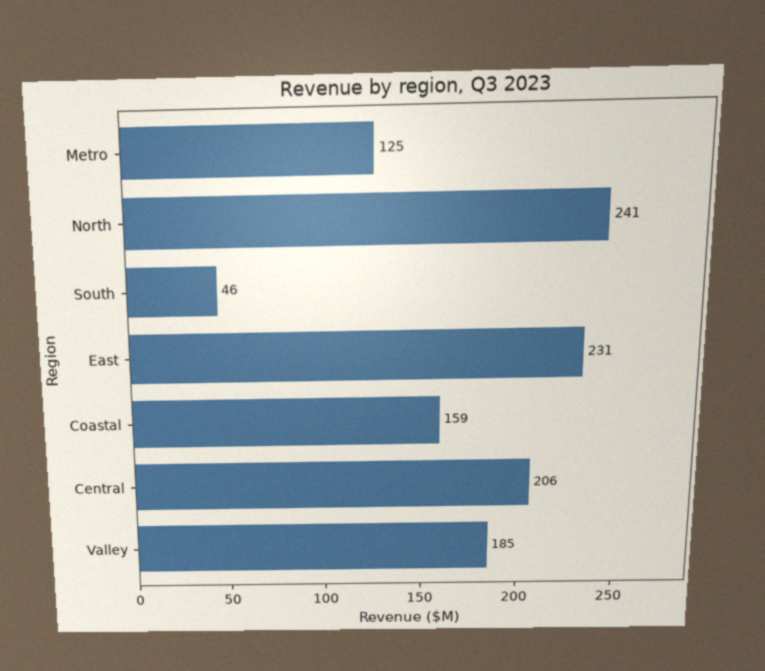 Revenue by region, Q3 2023
Metro 125
North 241
South 46
East 231
Coastal 159
Central 206
Valley 185
0 50 100 150 200 250
Revenue ($M)
Region